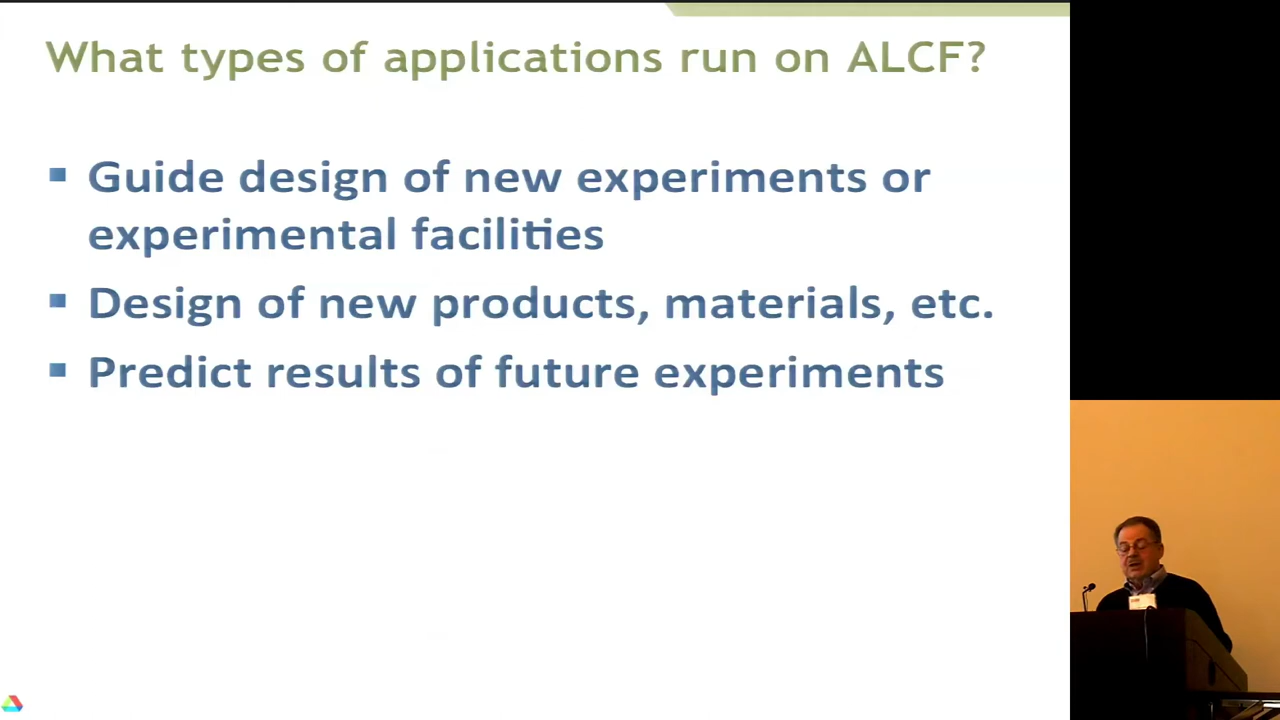 What types of applications run on ALCF?
▪ Guide design of new experiments or
experimental facilities
▪ Design of new products, materials, etc.
▪ Predict results of future experiments